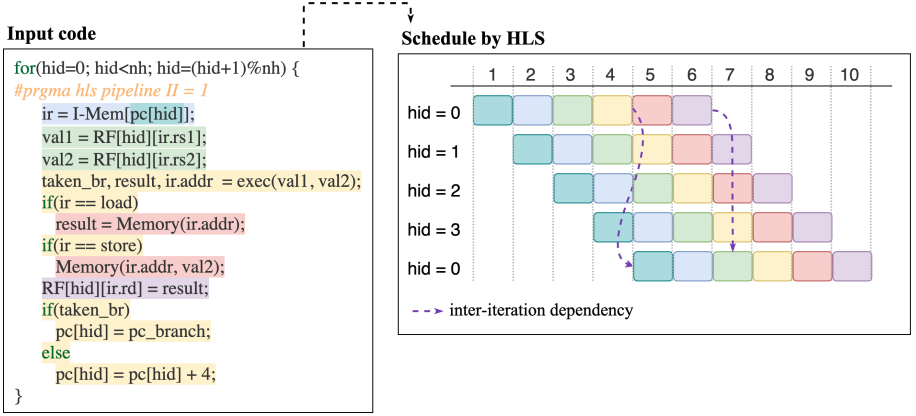 Input code
for(hid=0; hid<nh; hid=(hid+1)%nh) {
#prgma hls pipeline II = 1
ir = I-Mem[pc[hid]];
val1 = RF[hid][ir.rs1];
val2 = RF[hid][ir.rs2];
taken_br, result, ir.addr = exec(val1, val2);
if(ir == load)
result = Memory(ir.addr);
if(ir == store)
Memory(ir.addr, val2);
RF[hid][ir.rd] = result;
if(taken_br)
pc[hid] = pc_branch;
else
pc[hid] = pc[hid] + 4;
}
Schedule by HLS
1 2 3 4 5 6 7 8 9 10
hid = 0
hid = 1
hid = 2
hid = 3
hid = 0
inter-iteration dependency